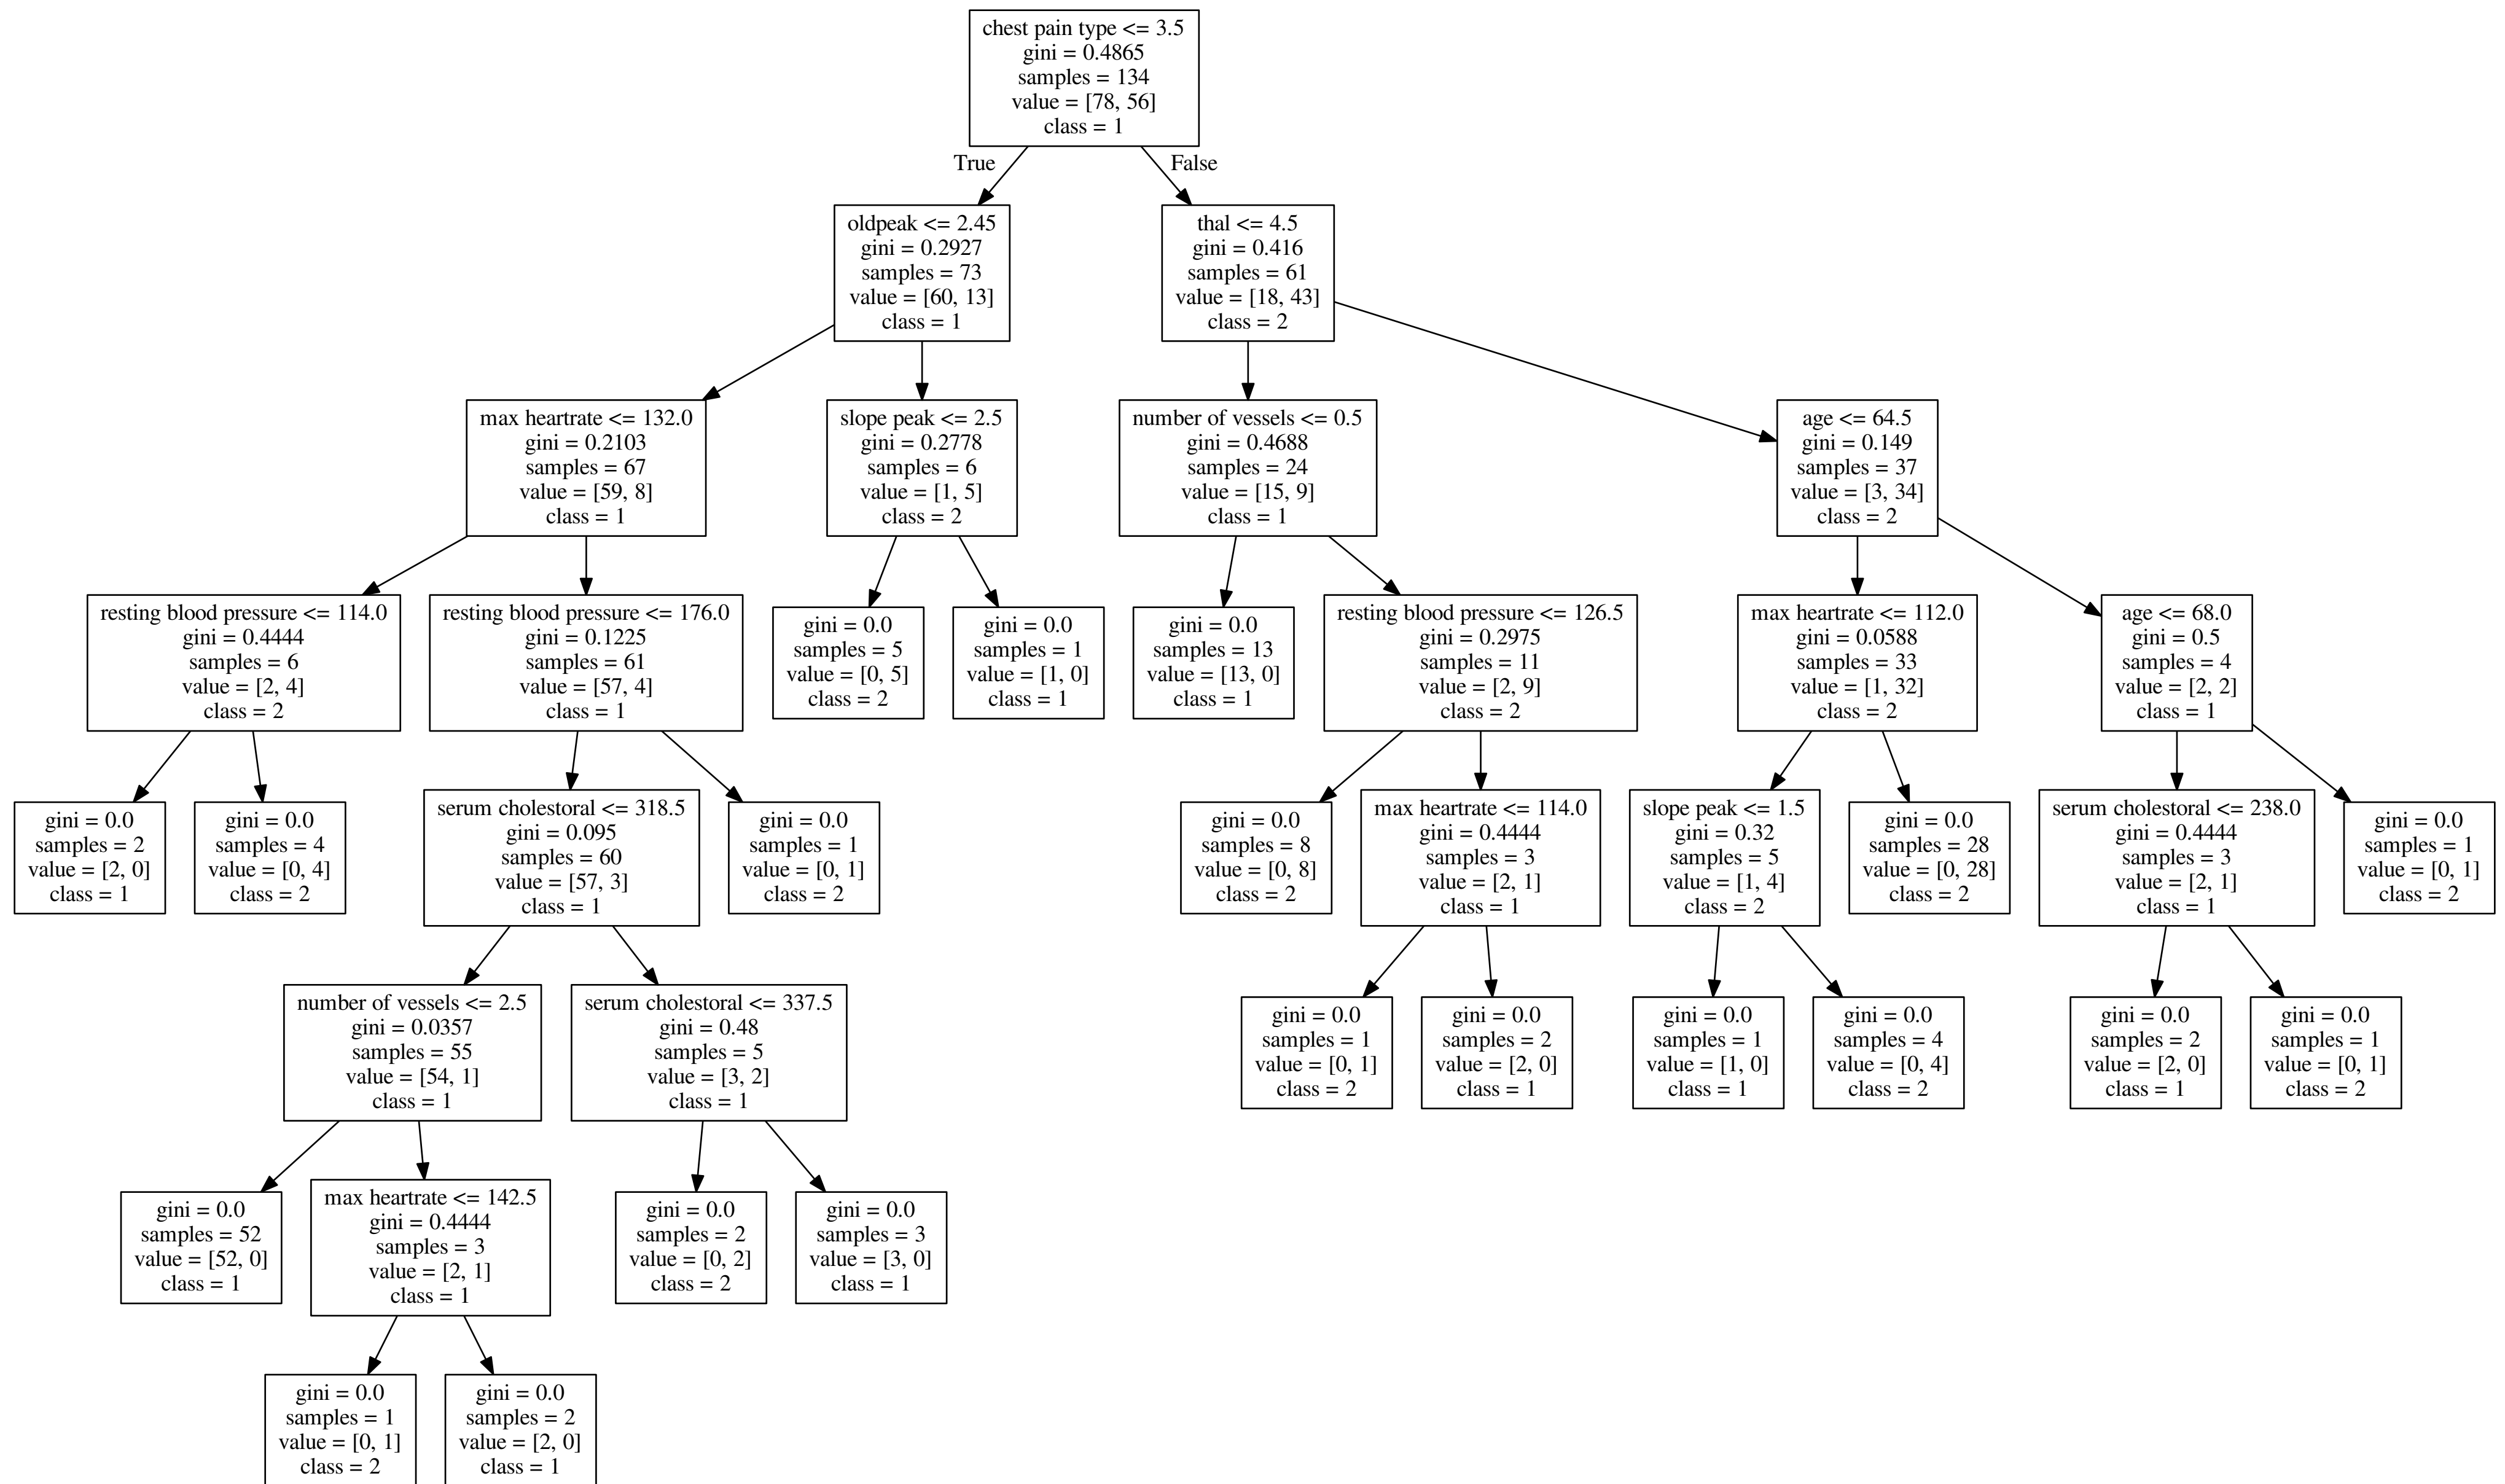 chest pain type <= 3.5
gini = 0.4865
samples = 134
value = [78, 56]
class = 1
True
False
oldpeak <= 2.45
gini = 0.2927
samples = 73
value = [60, 13]
class = 1
thal <= 4.5
gini = 0.416
samples = 61
value = [18, 43]
class = 2
max heartrate <= 132.0
gini = 0.2103
samples = 67
value = [59, 8]
class = 1
slope peak <= 2.5
gini = 0.2778
samples = 6
value = [1, 5]
class = 2
number of vessels <= 0.5
gini = 0.4688
samples = 24
value = [15, 9]
class = 1
age <= 64.5
gini = 0.149
samples = 37
value = [3, 34]
class = 2
resting blood pressure <= 114.0
gini = 0.4444
samples = 6
value = [2, 4]
class = 2
resting blood pressure <= 176.0
gini = 0.1225
samples = 61
value = [57, 4]
class = 1
gini = 0.0
samples = 5
value = [0, 5]
class = 2
gini = 0.0
samples = 1
value = [1, 0]
class = 1
gini = 0.0
samples = 13
value = [13, 0]
class = 1
resting blood pressure <= 126.5
gini = 0.2975
samples = 11
value = [2, 9]
class = 2
max heartrate <= 112.0
gini = 0.0588
samples = 33
value = [1, 32]
class = 2
age <= 68.0
gini = 0.5
samples = 4
value = [2, 2]
class = 1
gini = 0.0
samples = 2
value = [2, 0]
class = 1
gini = 0.0
samples = 4
value = [0, 4]
class = 2
serum cholestoral <= 318.5
gini = 0.095
samples = 60
value = [57, 3]
class = 1
gini = 0.0
samples = 1
value = [0, 1]
class = 2
gini = 0.0
samples = 8
value = [0, 8]
class = 2
max heartrate <= 114.0
gini = 0.4444
samples = 3
value = [2, 1]
class = 1
slope peak <= 1.5
gini = 0.32
samples = 5
value = [1, 4]
class = 2
gini = 0.0
samples = 28
value = [0, 28]
class = 2
serum cholestoral <= 238.0
gini = 0.4444
samples = 3
value = [2, 1]
class = 1
gini = 0.0
samples = 1
value = [0, 1]
class = 2
number of vessels <= 2.5
gini = 0.0357
samples = 55
value = [54, 1]
class = 1
serum cholestoral <= 337.5
gini = 0.48
samples = 5
value = [3, 2]
class = 1
gini = 0.0
samples = 1
value = [0, 1]
class = 2
gini = 0.0
samples = 2
value = [2, 0]
class = 1
gini = 0.0
samples = 1
value = [1, 0]
class = 1
gini = 0.0
samples = 4
value = [0, 4]
class = 2
gini = 0.0
samples = 2
value = [2, 0]
class = 1
gini = 0.0
samples = 1
value = [0, 1]
class = 2
gini = 0.0
samples = 52
value = [52, 0]
class = 1
max heartrate <= 142.5
gini = 0.4444
samples = 3
value = [2, 1]
class = 1
gini = 0.0
samples = 2
value = [0, 2]
class = 2
gini = 0.0
samples = 3
value = [3, 0]
class = 1
gini = 0.0
samples = 1
value = [0, 1]
class = 2
gini = 0.0
samples = 2
value = [2, 0]
class = 1